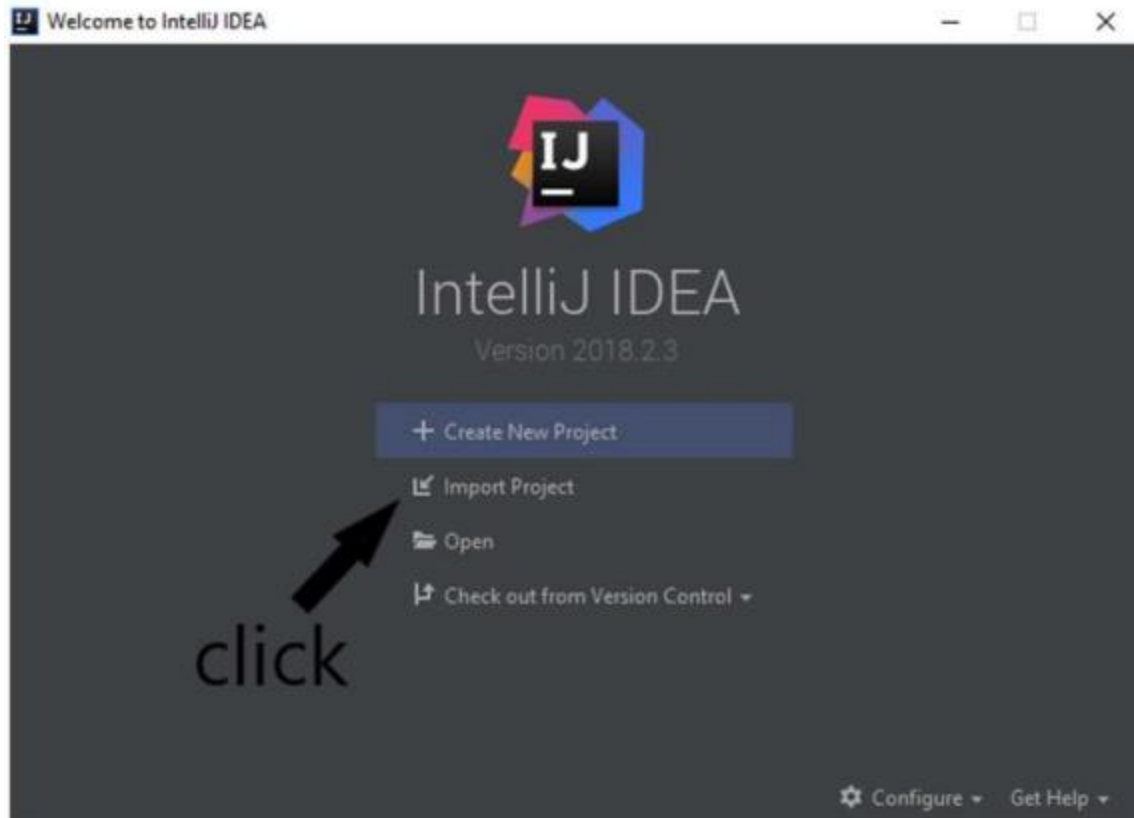 Welcome to IntelliJ IDEA
IJ
IntelliJ IDEA
Version 2018.2.3
Create New Project
Import Project
Open
Check out from Version Control
click
Configure
Get Help